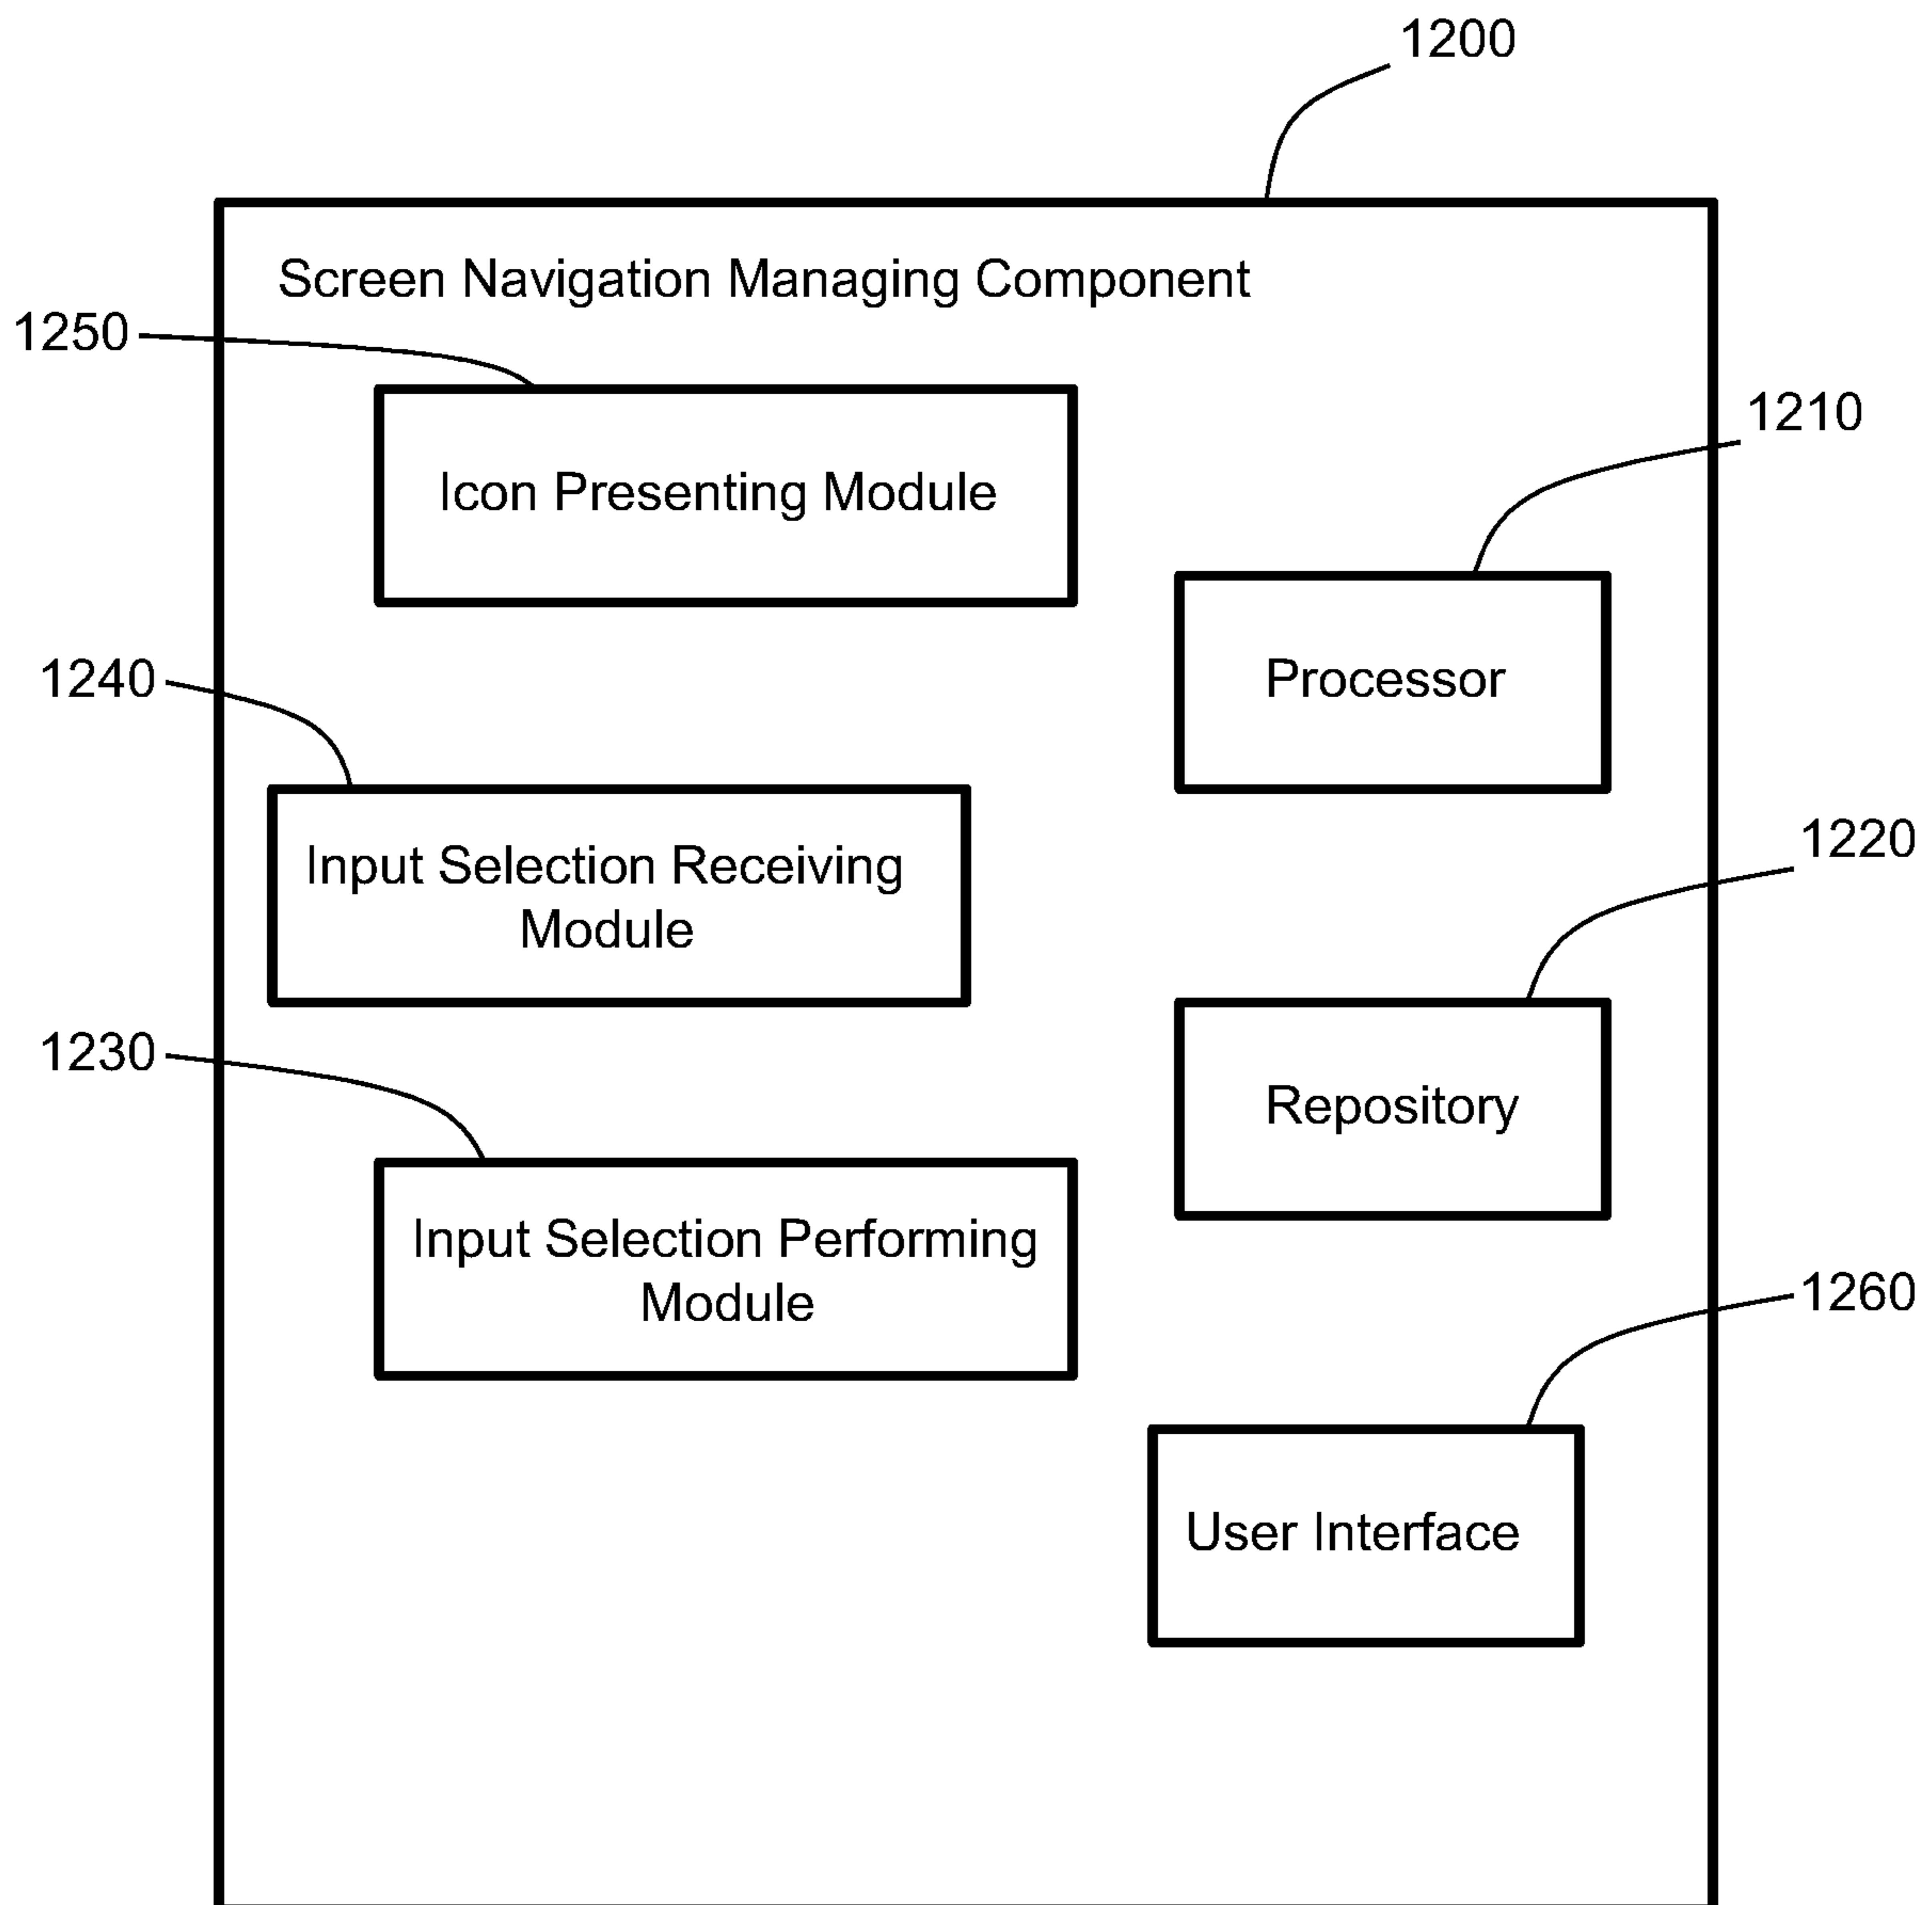 1200
Screen Navigation Managing Component
1250
Icon Presenting Module
1210
Processor
1240
Input Selection Receiving
Module
1220
Repository
1230
Input Selection Performing
Module
1260
User Interface